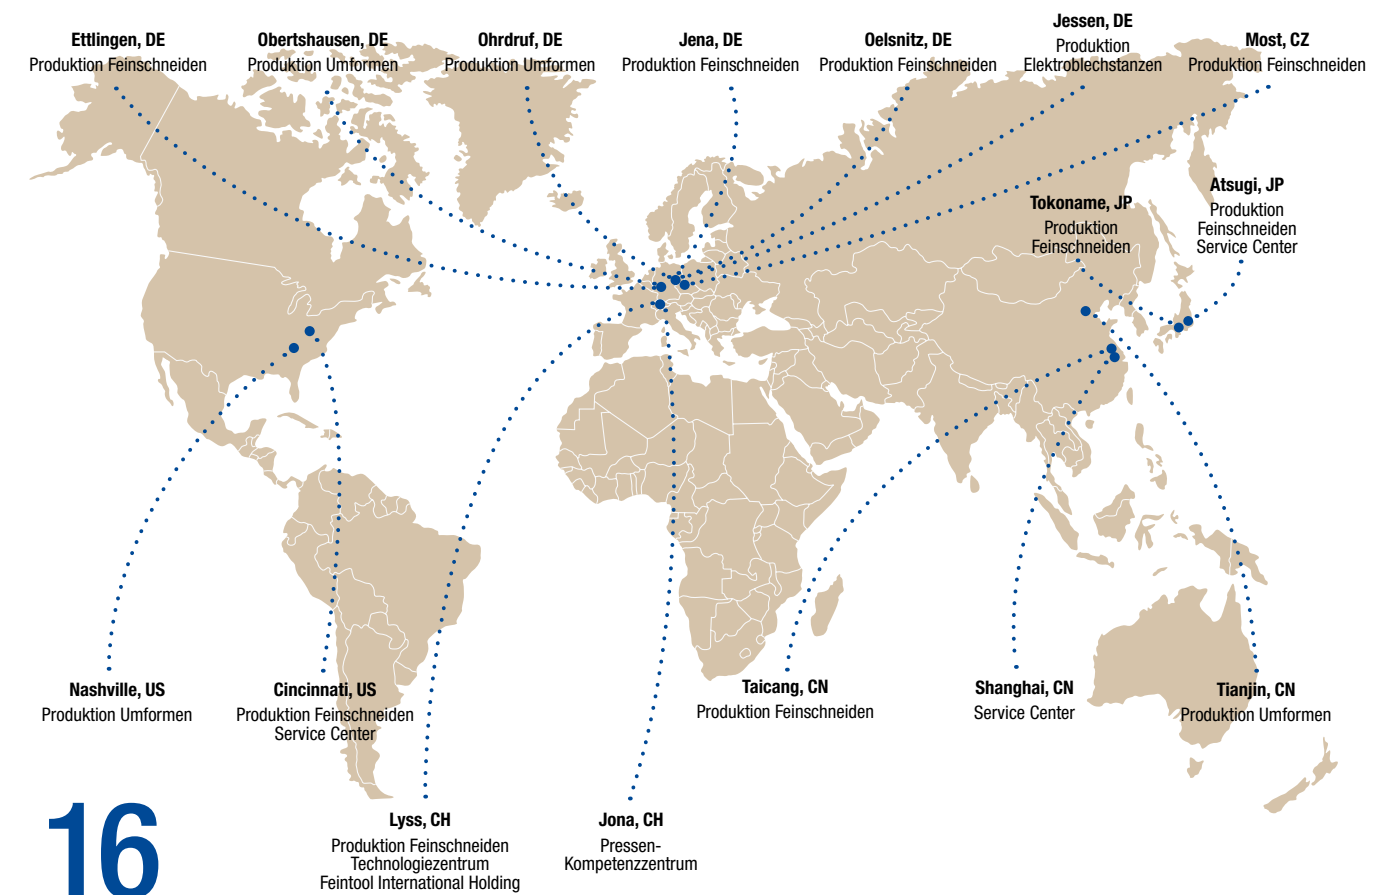 Ettlingen, DE
Produktion Feinschneiden
Obertshausen, DE
Produktion Umformen
Ohrdruf, DE
Produktion Umformen
Jena, DE
Produktion Feinschneiden
Oelsnitz, DE
Produktion Feinschneiden
Jessen, DE
Produktion
Elektroblechstanzen
Most, CZ
Produktion Feinschneiden
Tokoname, JP
Produktion
Feinschneiden
Atsugi, JP
Produktion
Feinschneiden
Service Center
Nashville, US
Produktion Umformen
Cincinnati, US
Produktion Feinschneiden
Service Center
Taicang, CN
Produktion Feinschneiden
Shanghai, CN
Service Center
Tianjin, CN
Produktion Umformen
Lyss, CH
Produktion Feinschneiden
Technologiezentrum
Feintool International Holding
Jona, CH
Pressen-
Kompetenzzentrum
16